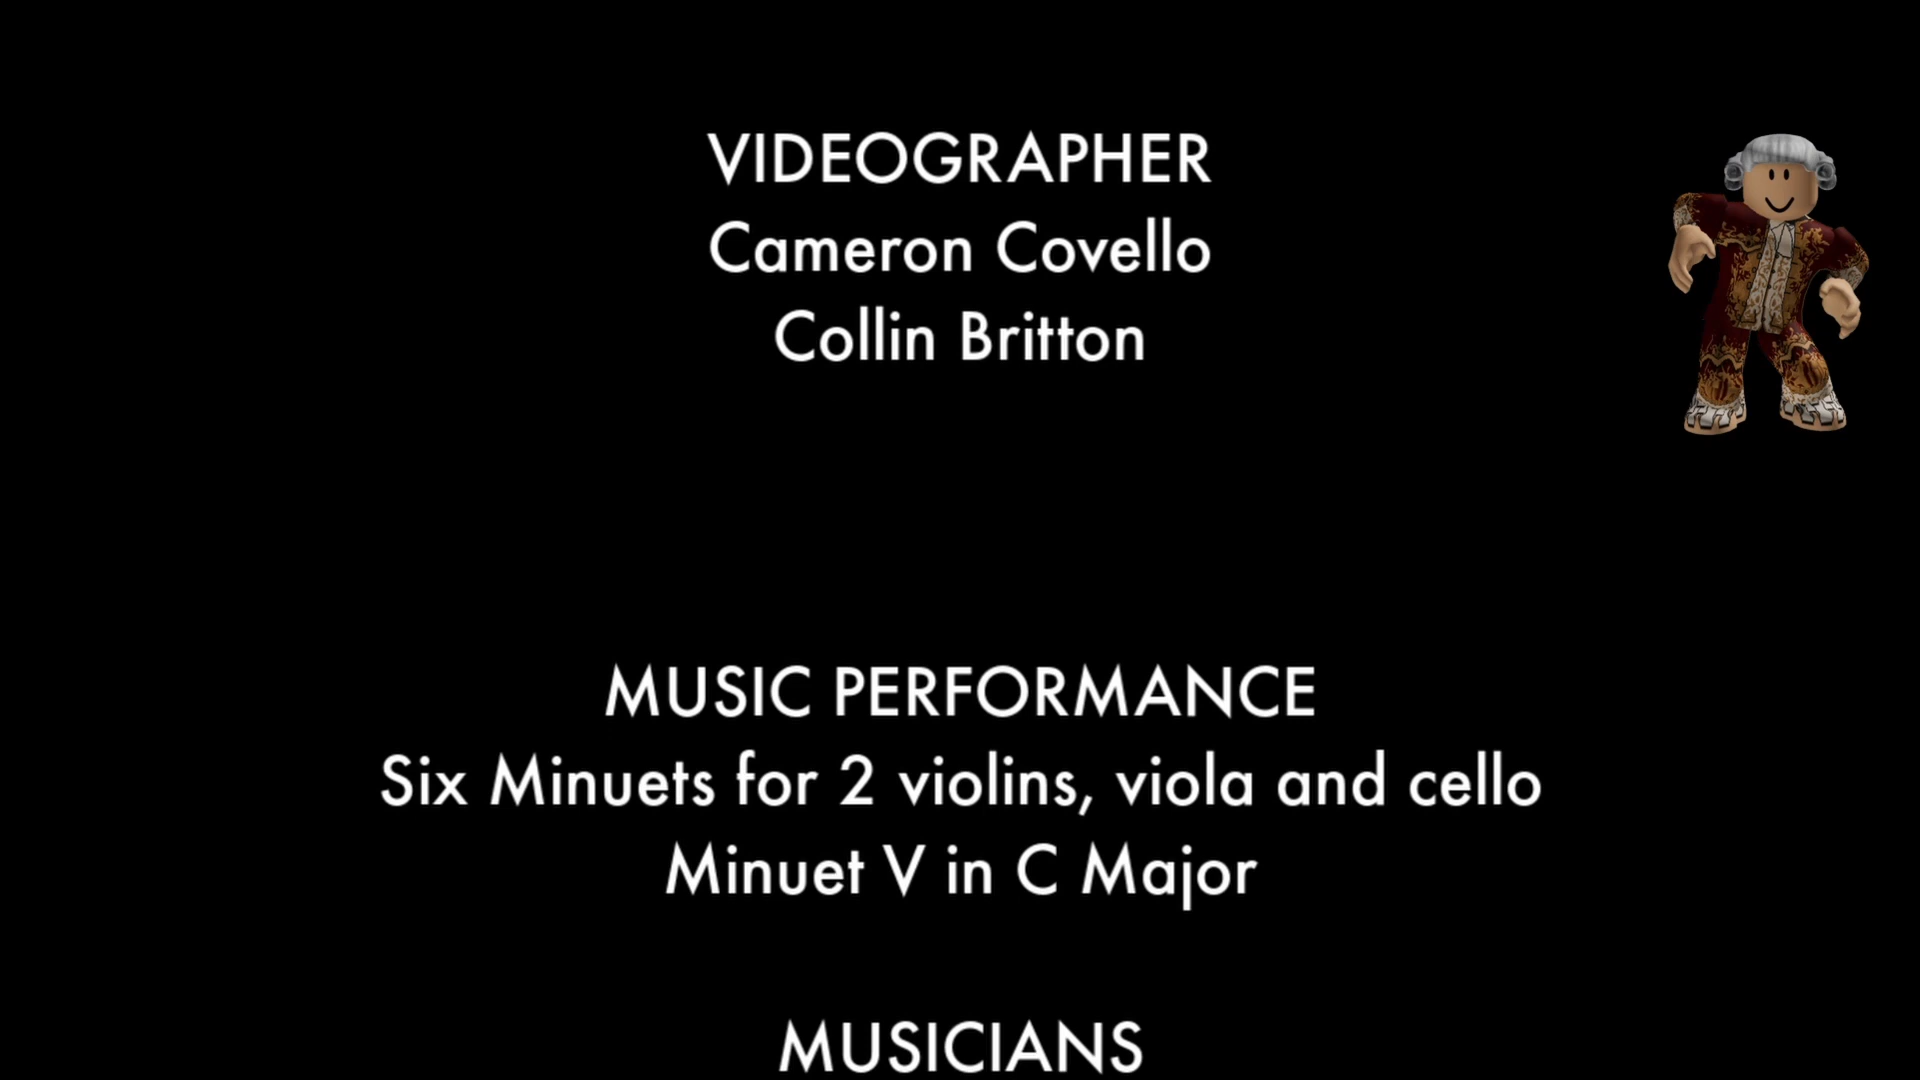 VIDEOGRAPHER
Cameron Covello
Collin Britton
MUSIC PERFORMANCE
Six Minuets for 2 violins, viola and cello
Minuet V in C Major
MUSICIANS